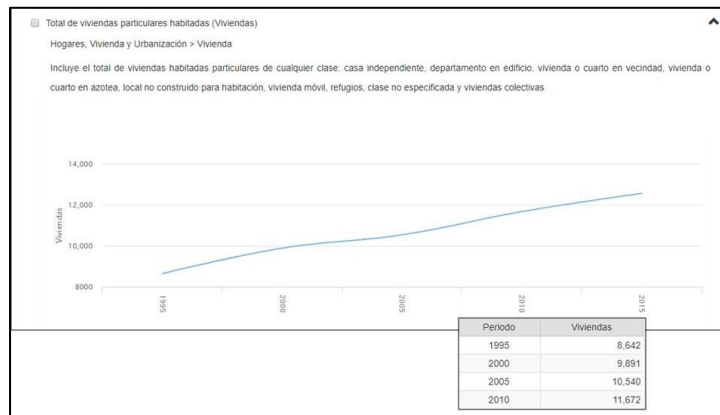 Total de viviendas particulares habitadas (Viviendas)
Hogares, Vivienda y Urbanización > Vivienda
Incluye el total de viviendas habitadas particulares de cualquier clase: casa independiente, departamento en edificio, vivienda o cuarto en vecindad, vivienda o
cuarto en azotea, local no construido para habitación, vivienda móvil, refugios, clase no especificada y viviendas colectivas
14,000
12,000
10,000
8000
Viviendas
1995
2000
2005
2010
2015
Periodo Viviendas
1995 8,642
2000 9,891
2005 10,540
2010 11,672